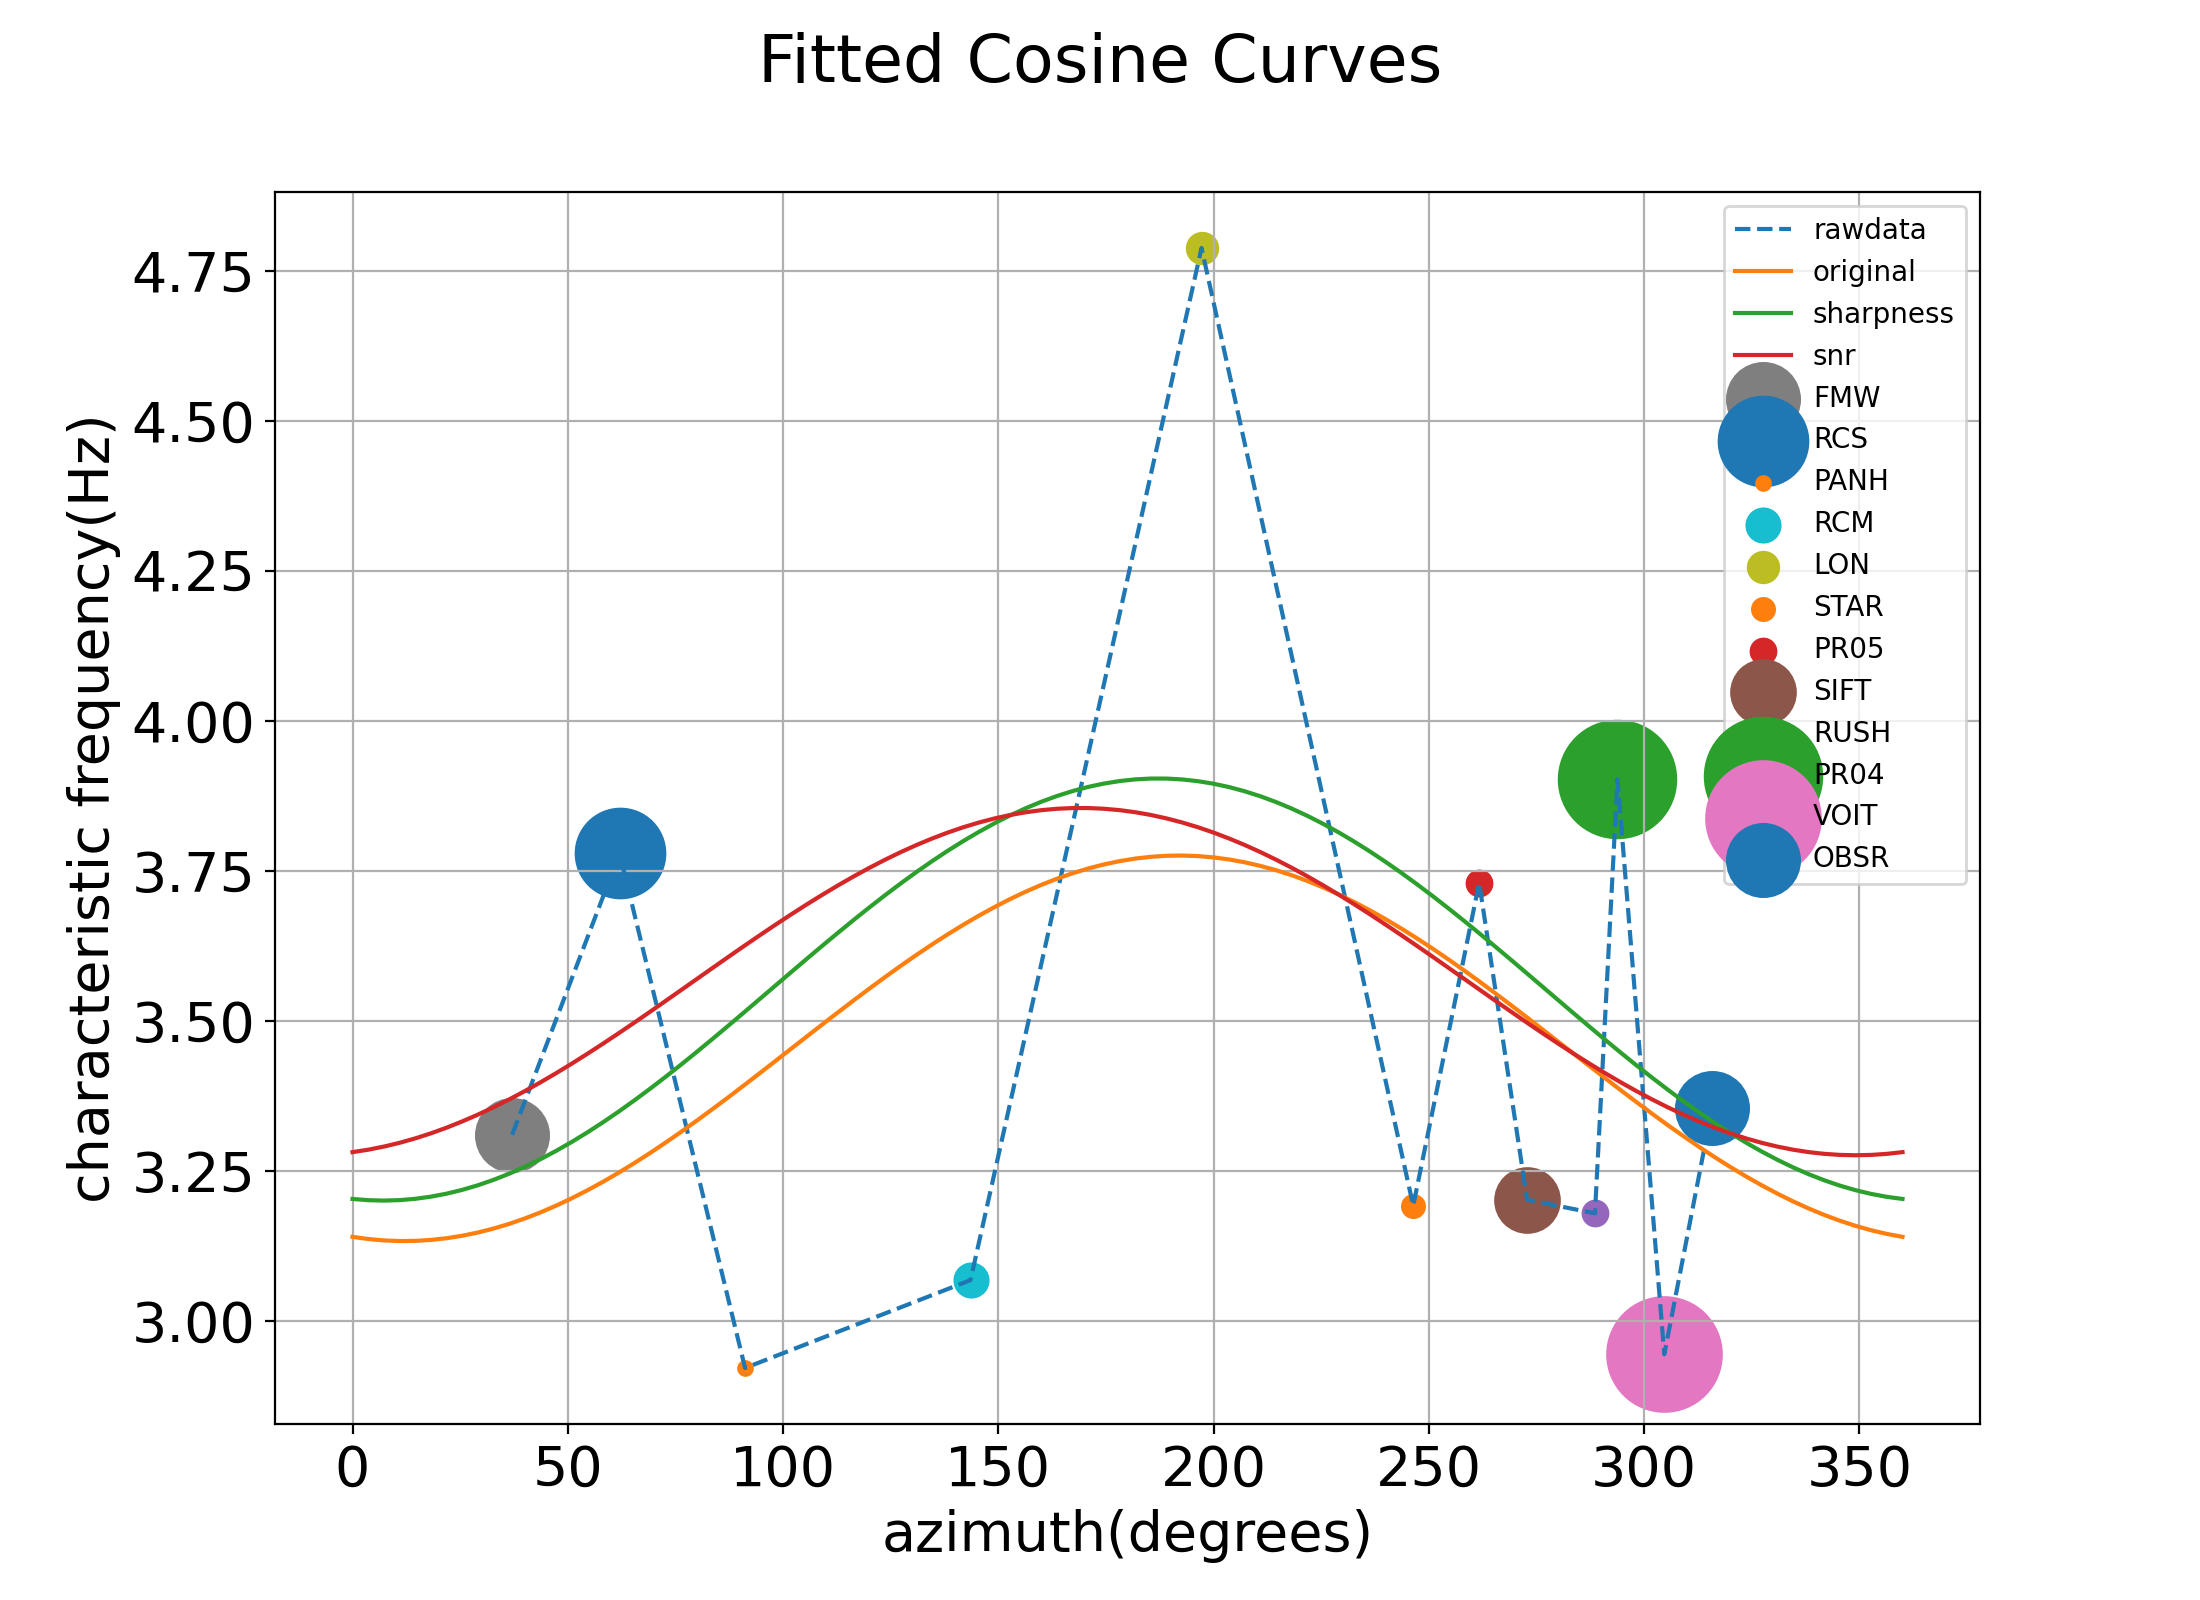 Fitted Cosine Curves
characteristic frequency(Hz)
4.75
4.50
4.25
4.00
3.75
3.50
3.25
3.00
rawdata
original
sharpness
snr
FMW
RCS
PANH
RCM
LON
STAR
PR05
SIFT
RUSH
PR04
VOIT
OBSR
0 50 100 150 200 250 300 350
azimuth(degrees)